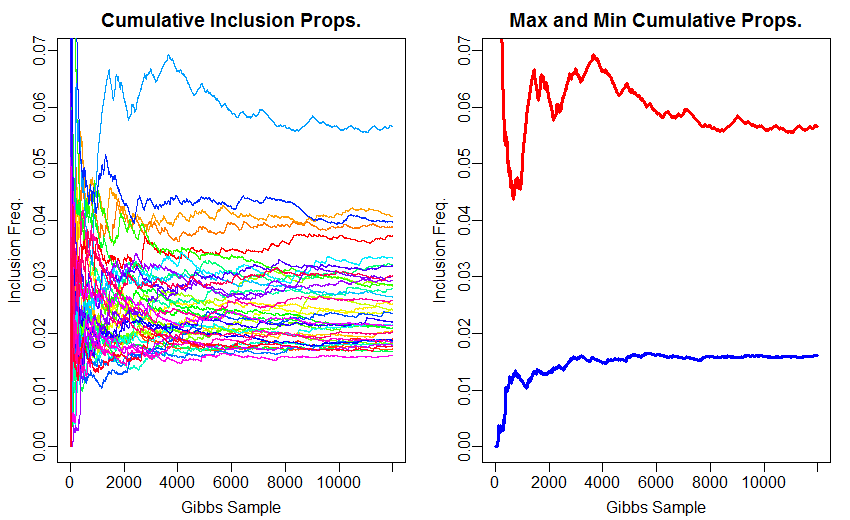 Cumulative Inclusion Props.
Inclusion Freq.
0.07
0.06
0.05
0.04
0.03
0.02
0.01
0.00
0 2000 4000 6000 8000 10000
Gibbs Sample
Max and Min Cumulative Props.
Inclusion Freq.
0.07
0.06
0.05
0.04
0.03
0.02
0.01
0.00
0 2000 4000 6000 8000 10000
Gibbs Sample